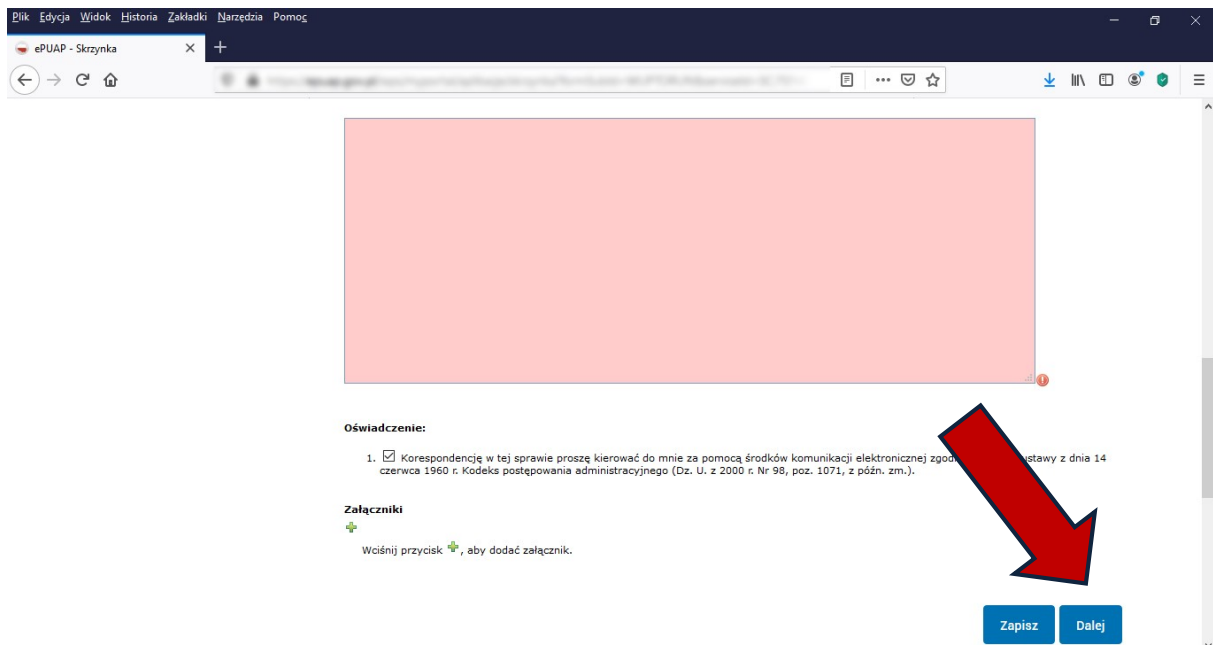 Plik Edycja Widok Historia Zakładki Narzędzia Pomoc
ePUAP - Skrzynka
Oświadczenie:
1. Korespondencję w tej sprawie proszę kierować do mnie za pomocą środków komunikacji elektronicznej zgod ustawy z dnia 14
czerwca 1960 r. Kodeks postępowania administracyjnego (Dz. U. z 2000 r. Nr 98, poz. 1071, z późn. zm.).
Załączniki
Wciśnij przycisk , aby dodać załącznik.
Zapisz Dalej